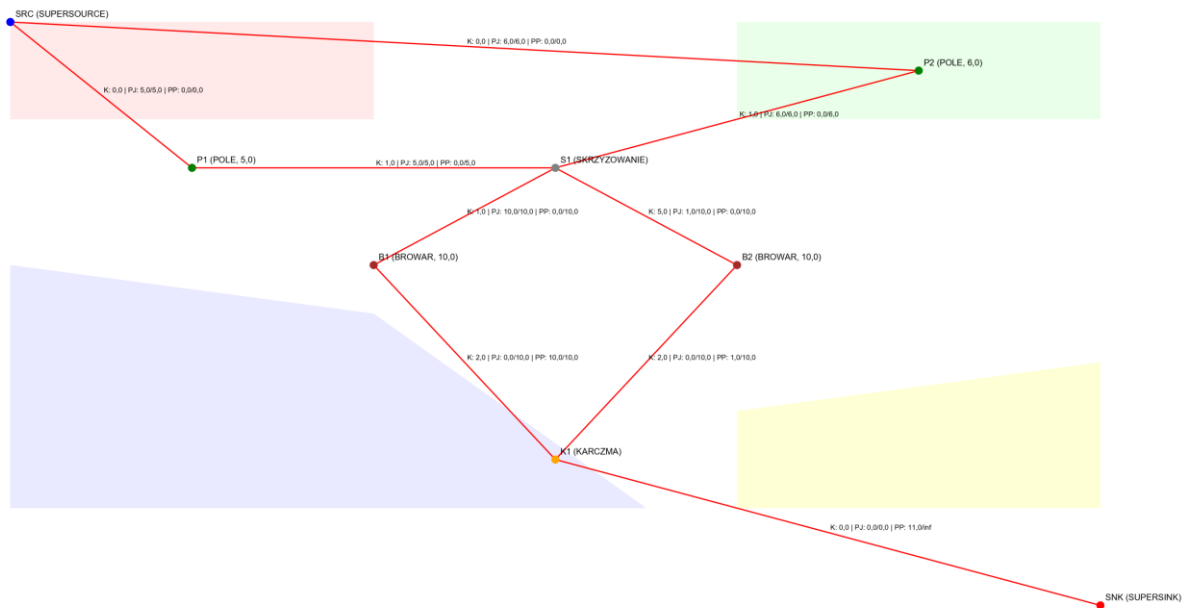 SRC (SUPERSOURCE)
K: 0,0 | PJ: 6,0/6,0 | PP: 0,0/0,0
P2 (POLE, 6,0)
K: 0,0 | PJ: 5,0/5,0 | PP: 0,0/0,0
K: 1,0 | PJ: 6,0/6,0 | PP: 0,0/6,0
P1 (POLE, 5,0)
K: 1,0 | PJ: 5,0/5,0 | PP: 0,0/5,0
S1 (SKRZYZOWANIE)
K: 1,0 | PJ: 10,0/10,0 | PP: 0,0/10,0
K: 5,0 | PJ: 1,0/10,0 | PP: 0,0/10,0
B1 (BROWAR, 10,0)
B2 (BROWAR, 10,0)
K: 2,0 | PJ: 0,0/10,0 | PP: 10,0/10,0
K: 2,0 | PJ: 0,0/10,0 | PP: 1,0/10,0
K1 (KARCZMA)
K: 0,0 | PJ: 0,0/0,0 | PP: 11,0/inf
SNK (SUPERSINK)